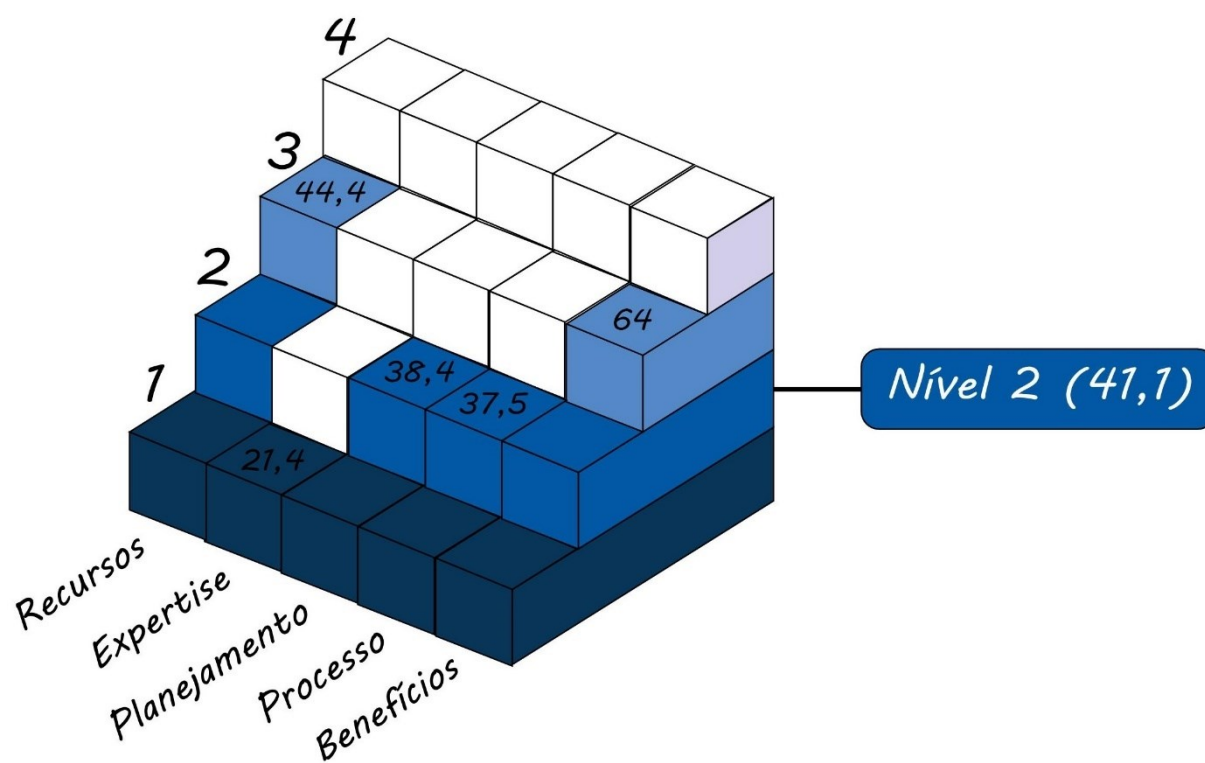 4
3
44,4
2
64
1
38,4
37,5
Nível 2 (41,1)
21,4
Recursos
Expertise
Planejamento
Processo
Benefícios